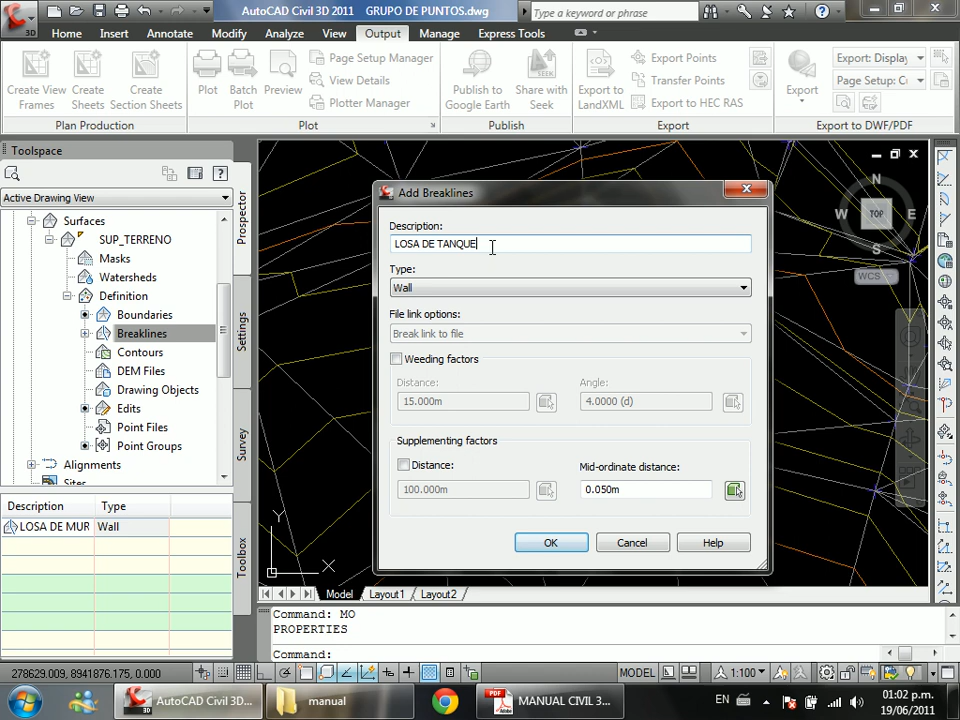 AutoCAD Civil 3D 2011 GRUPO DE PUNTOS.dwg
Type a keyword or phrase
3D
Home Insert Annotate Modify Analyze View Output Manage Express Tools
Create View Frames
Create Sheets
Create Section Sheets
Plan Production
Plot
Batch Plot
Preview
Page Setup Manager
View Details
Plotter Manager
Plot
Publish to Google Earth
Share with Seek
Publish
Export to LandXML
Export Points
Transfer Points
Export to HEC RAS
Export
Export
Export: Display
Page Setup: C
Export to DWF/PDF
Toolspace
Active Drawing View
Surfaces
SUP_TERRENO
Masks
Watersheds
Definition
Boundaries
Breaklines
Contours
DEM Files
Drawing Objects
Edits
Point Files
Point Groups
Alignments
Sites
Prospector
Settings
Survey
Toolbox
Description Type
LOSA DE MUR Wall
Add Breaklines
Description:
LOSA DE TANQUE
Type:
Wall
File link options:
Break link to file
Weeding factors
Distance: Angle:
15.000m 4.0000 (d)
Supplementing factors
Distance: Mid-ordinate distance:
100.000m 0.050m
OK Cancel Help
N
W TOP E
S
WCS
Y
X
Model Layout1 Layout2
Command: MO
PROPERTIES
Command:
278629.009, 8941876.175, 0.000
MODEL 1:100
AutoCAD Civil 3D...
manual
MANUAL CIVIL 3...
EN
01:02 p.m.
19/06/2011